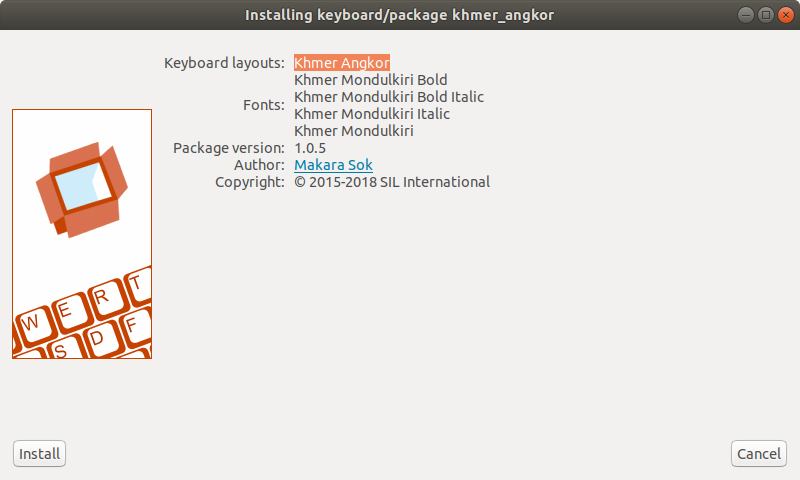 Installing keyboard/package khmer_angkor
Keyboard layouts: Khmer Angkor
Khmer Mondulkiri Bold
Fonts: Khmer Mondulkiri Bold Italic
Khmer Mondulkiri Italic
Khmer Mondulkiri
Package version: 1.0.5
Author: Makara Sok
Copyright: © 2015-2018 SIL International
W E R T
S D F
Install
Cancel